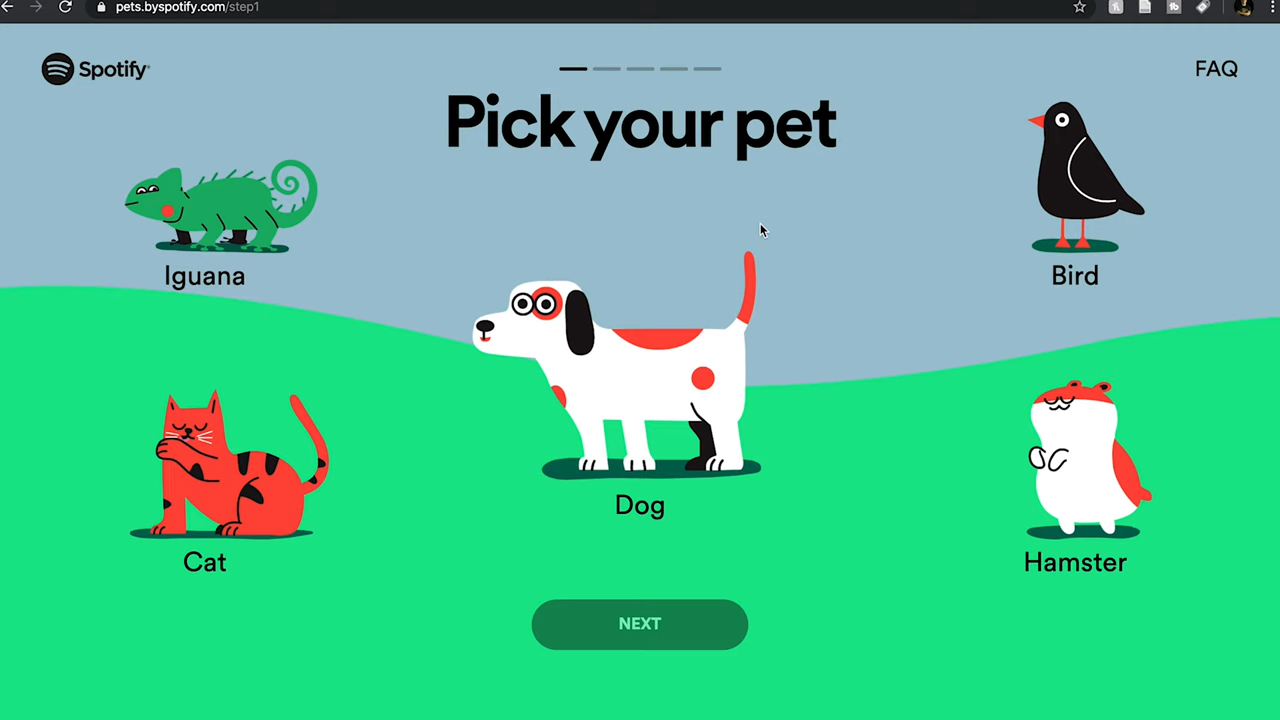 pets.byspotify.com/step1
Spotify
FAQ
Pick your pet
Iguana
Bird
Dog
Cat
Hamster
NEXT